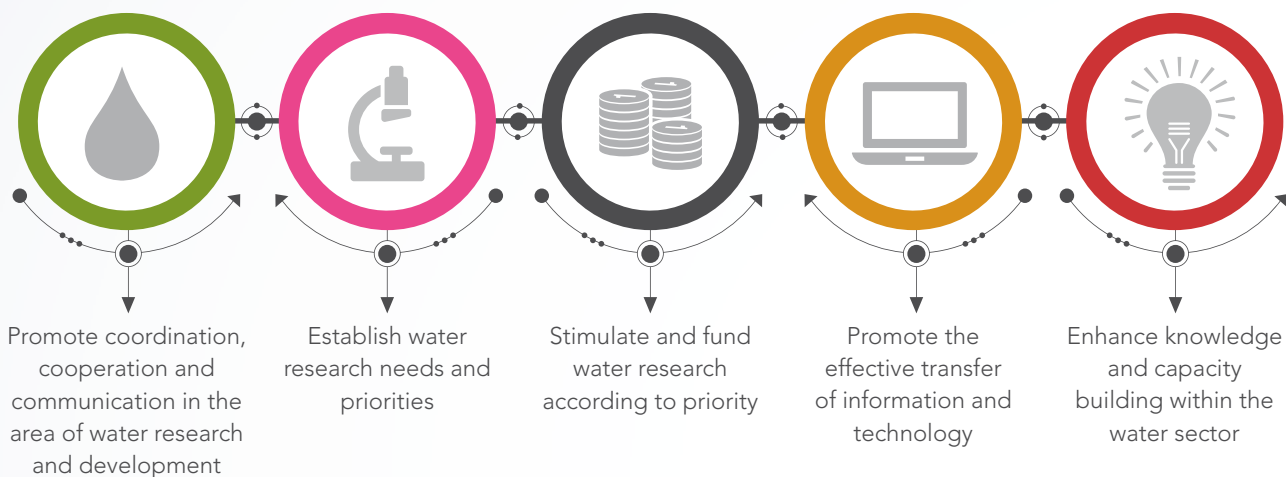 Promote coordination,
cooperation and
communication in the
area of water research
and development
Establish water
research needs and
priorities
Stimulate and fund
water research
according to priority
Promote the
effective transfer
of information and
technology
Enhance knowledge
and capacity
building within the
water sector